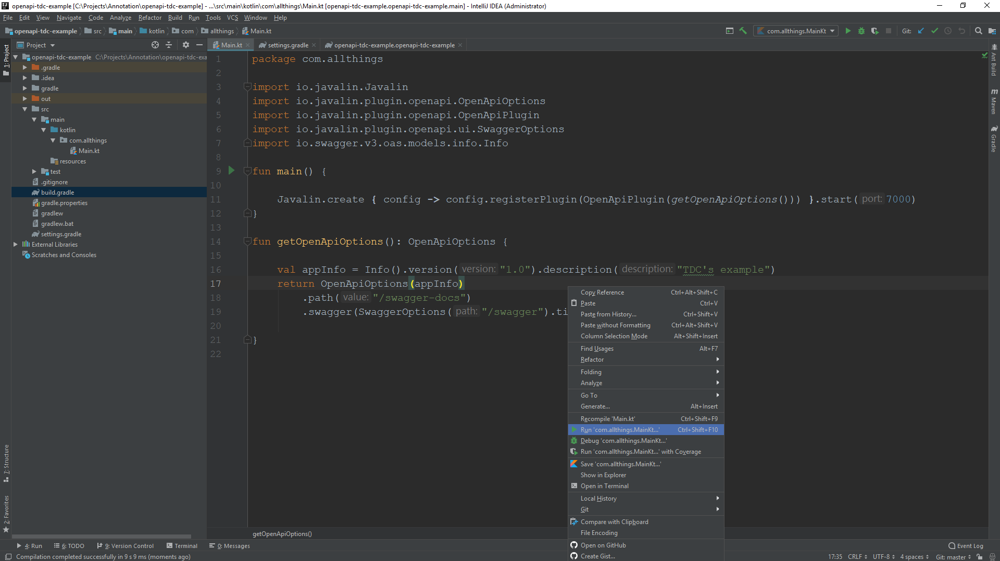 openapi-tdc-example [C:\Projects\Annotation\openapi-tdc-example] - ...\src\main\kotlin\com\allthings\Main.kt [openapi-tdc-example.openapi-tdc-example.main] - IntelliJ IDEA (Administrator)
File Edit View Navigate Code Analyze Refactor Build Run Tools VCS Window Help
openapi-tdc-example src main kotlin com allthings Main.kt
com.allthings.MainKt Git:
Project
Main.kt settings.gradle openapi-tdc-example.openapi-tdc-example
1: Project
7: Structure
2: Favorites
openapi-tdc-example C:\Projects\Annotation\openapi-tdc-exa
.gradle
.idea
gradle
out
src
main
kotlin
com.allthings
Main.kt
resources
test
.gitignore
build.gradle
gradle.properties
gradlew
gradlew.bat
settings.gradle
External Libraries
Scratches and Consoles
1 package com.allthings
2
3 import io.javalin.Javalin
4 import io.javalin.plugin.openapi.OpenApiOptions
5 import io.javalin.plugin.openapi.OpenApiPlugin
6 import io.javalin.plugin.openapi.ui.SwaggerOptions
7 import io.swagger.v3.oas.models.info.Info
8
9 fun main() {
10
11 Javalin.create { config -> config.registerPlugin(OpenApiPlugin(getOpenApiOptions())) }.start( port: 7000)
12 }
13
14 fun getOpenApiOptions(): OpenApiOptions {
15
16 val appInfo = Info().version( version: "1.0").description( description: "TDC's example")
17 return OpenApiOptions(appInfo)
18 .path( value: "/swagger-docs")
19 .swagger(SwaggerOptions( path: "/swagger").ti
20
21 }
22
Copy Reference Ctrl+Alt+Shift+C
Paste Ctrl+V
Paste from History... Ctrl+Shift+V
Paste without Formatting Ctrl+Alt+Shift+V
Column Selection Mode Alt+Shift+Insert
Find Usages Alt+F7
Refactor
Folding
Analyze
Go To
Generate... Alt+Insert
Recompile 'Main.kt' Ctrl+Shift+F9
Run 'com.allthings.MainKt...' Ctrl+Shift+F10
Debug 'com.allthings.MainKt...'
Run 'com.allthings.MainKt...' with Coverage
Save 'com.allthings.MainKt...'
Show in Explorer
Open in Terminal
Local History
Git
Compare with Clipboard
File Encoding
Open on GitHub
Create Gist...
Ant Build
m Maven
Gradle
getOpenApiOptions()
4: Run 6: TODO 9: Version Control Terminal 0: Messages Event Log
Compilation completed successfully in 9 s 9 ms (moments ago) 17:35 CRLF UTF-8 4 spaces Git: master